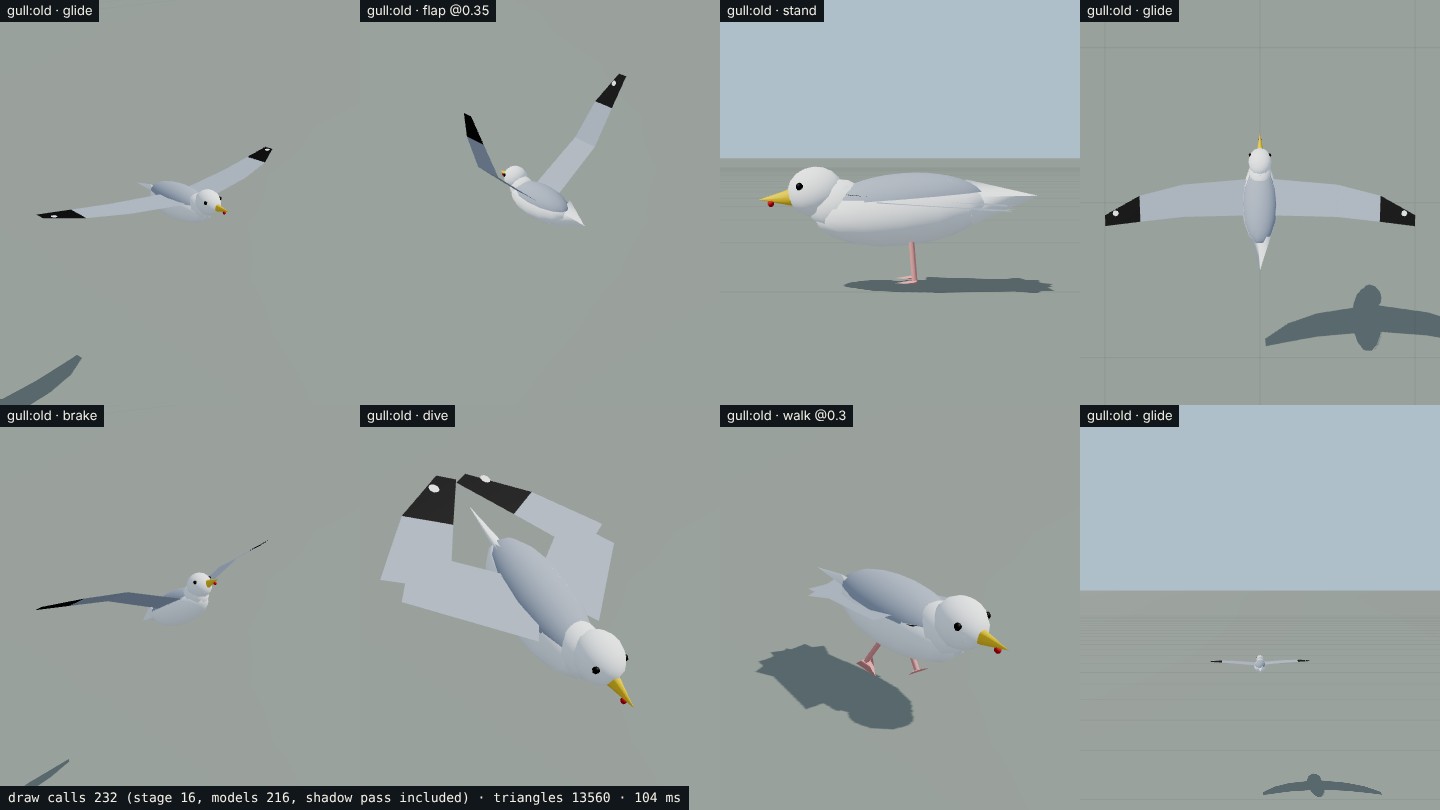 gull:old · glide
gull:old · flap @0.35
gull:old · stand
gull:old · glide
gull:old · brake
gull:old · dive
gull:old · walk @0.3
gull:old · glide
draw calls 232 (stage 16, models 216, shadow pass included) · triangles 13560 · 104 ms